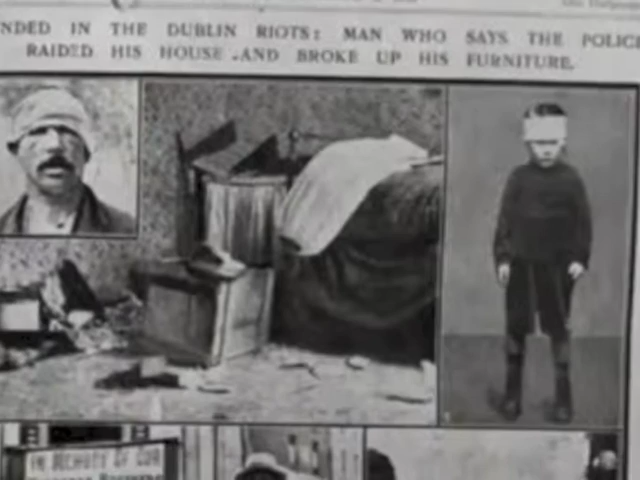 NDED IN THE DUBLIN RIOTS: MAN WHO SAYS THE POLICE
RAIDED HIS HOUSE AND BROKE UP HIS FURNITURE.
IN MEMORY OF OUR